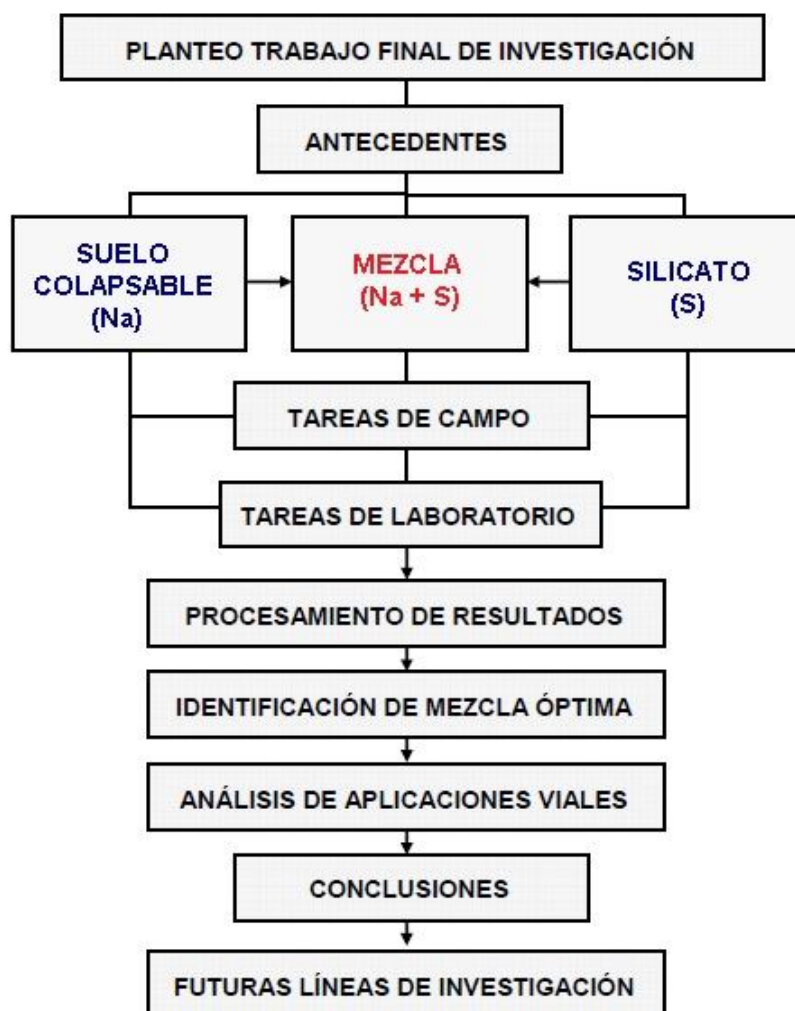 PLANTEO TRABAJO FINAL DE INVESTIGACIÓN
ANTECEDENTES
SUELO
COLAPSABLE
(Na)
MEZCLA
(Na + S)
SILICATO
(S)
TAREAS DE CAMPO
TAREAS DE LABORATORIO
PROCESAMIENTO DE RESULTADOS
IDENTIFICACIÓN DE MEZCLA ÓPTIMA
ANÁLISIS DE APLICACIONES VIALES
CONCLUSIONES
FUTURAS LÍNEAS DE INVESTIGACIÓN